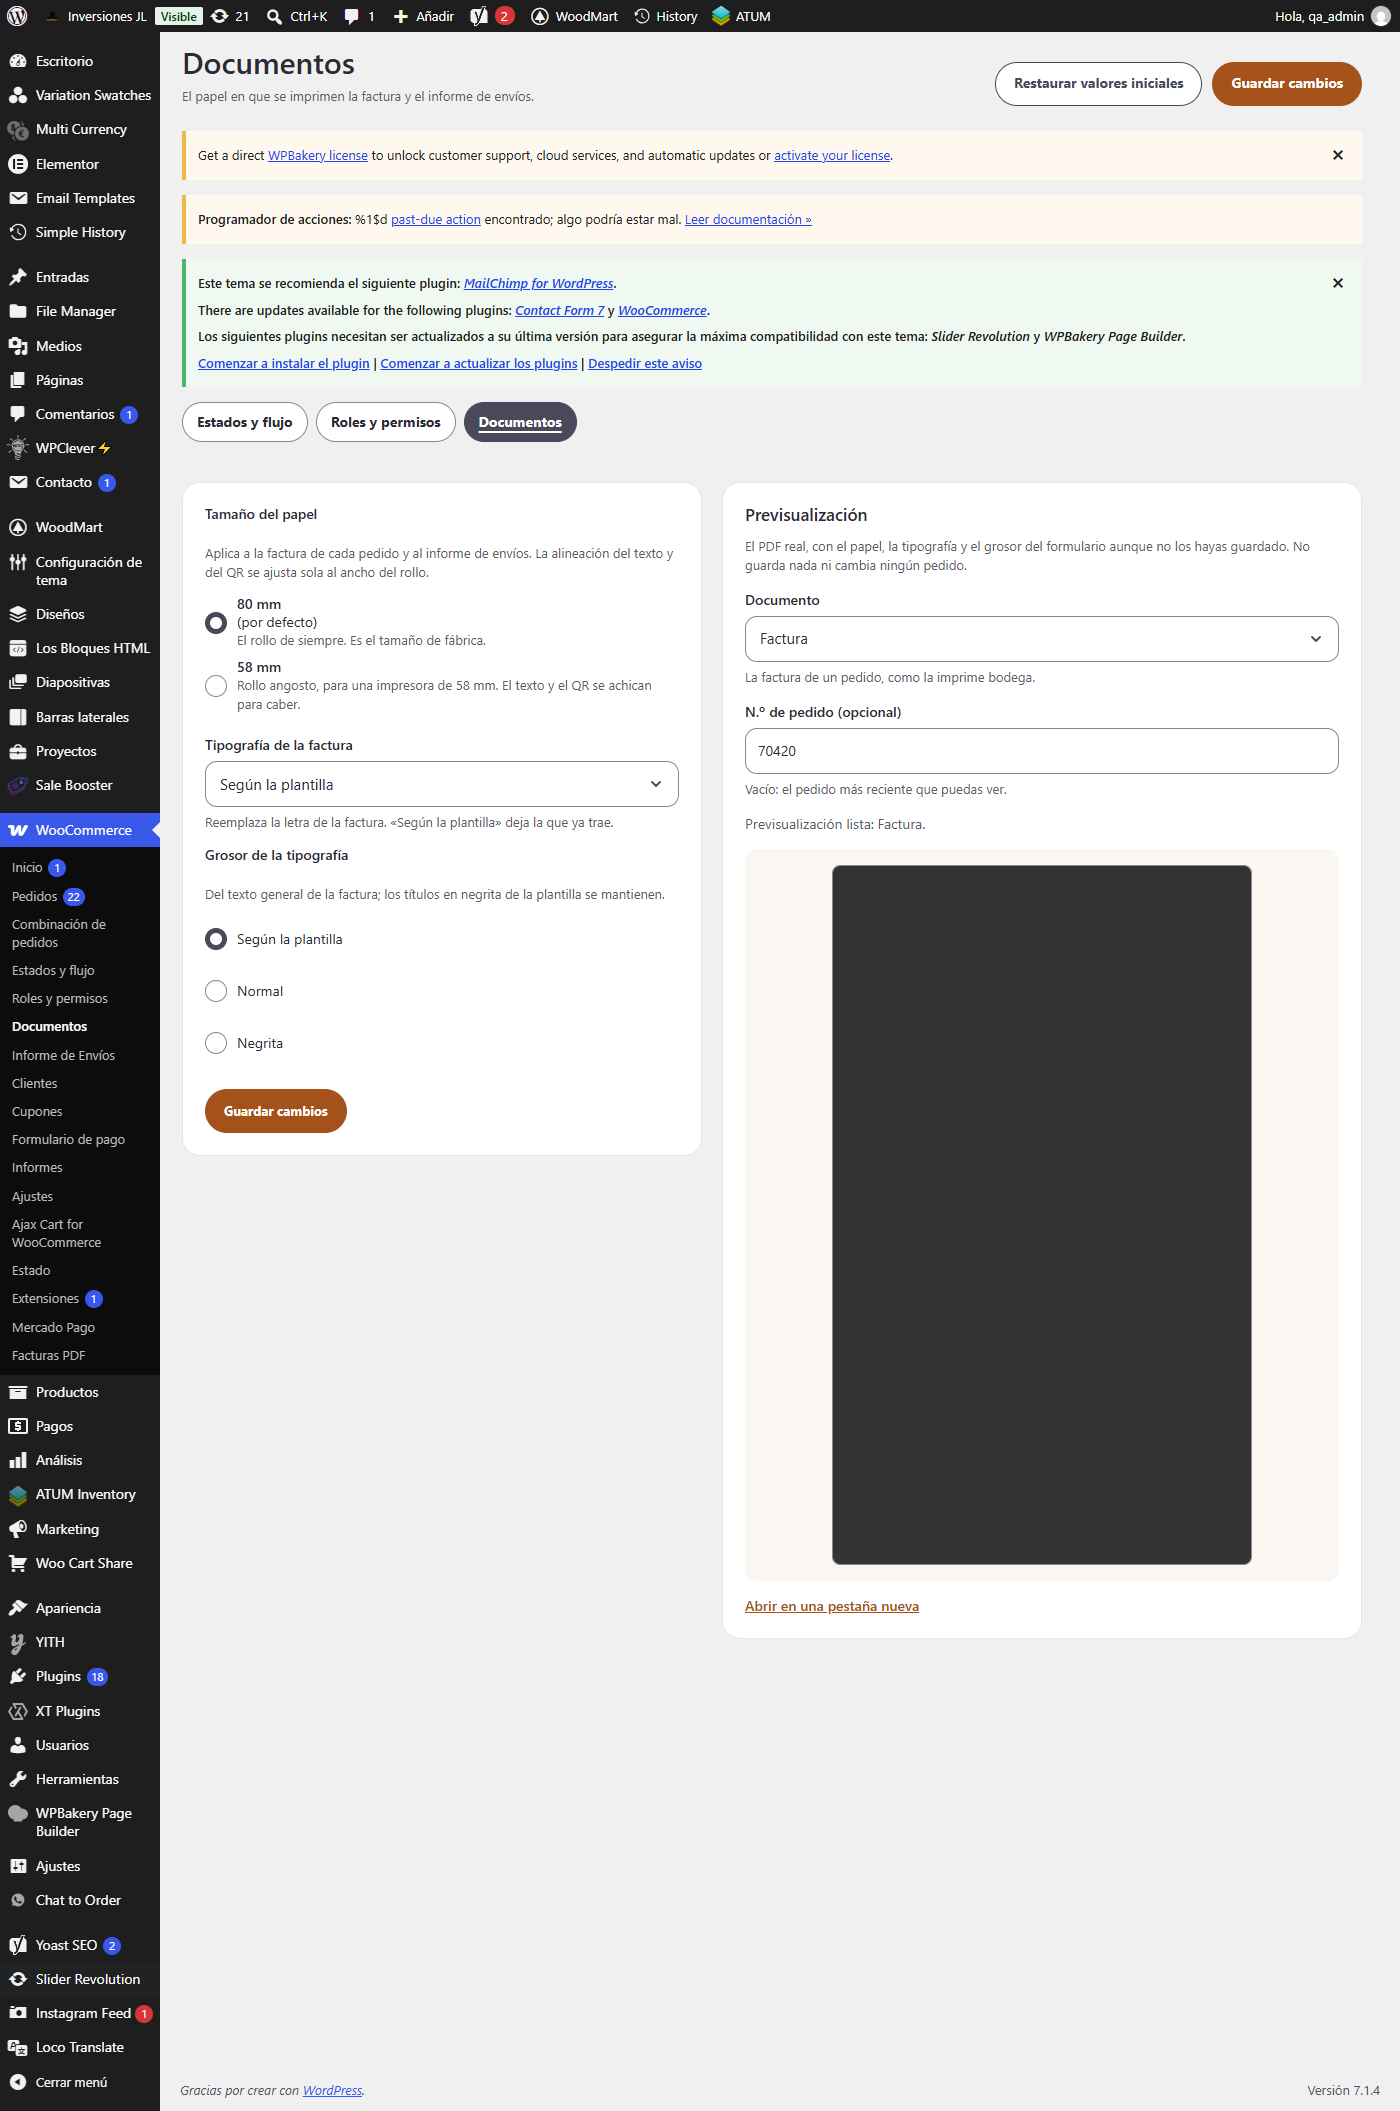 Inversiones JL Visible 21 Ctrl+K 1 Añadir 2 WoodMart History ATUM Hola, qa_admin
Escritorio
Variation Swatches
Multi Currency
Elementor
Email Templates
Simple History
Entradas
File Manager
Medios
Páginas
Comentarios 1
WPClever
Contacto 1
WoodMart
Configuración de
tema
Diseños
Los Bloques HTML
Diapositivas
Barras laterales
Proyectos
Sale Booster
WooCommerce
Inicio 1
Pedidos 22
Combinación de
pedidos
Estados y flujo
Roles y permisos
Documentos
Informe de Envíos
Clientes
Cupones
Formulario de pago
Informes
Ajustes
Ajax Cart for
WooCommerce
Estado
Extensiones 1
Mercado Pago
Facturas PDF
Productos
Pagos
Análisis
ATUM Inventory
Marketing
Woo Cart Share
Apariencia
YITH
Plugins 18
XT Plugins
Usuarios
Herramientas
WPBakery Page
Builder
Ajustes
Chat to Order
Yoast SEO 2
Slider Revolution
Instagram Feed 1
Loco Translate
Cerrar menú
Documentos
El papel en que se imprimen la factura y el informe de envíos.
Restaurar valores iniciales
Guardar cambios
Get a direct WPBakery license to unlock customer support, cloud services, and automatic updates or activate your license.
Programador de acciones: %1$d past-due action encontrado; algo podría estar mal. Leer documentación »
Este tema se recomienda el siguiente plugin: MailChimp for WordPress.
There are updates available for the following plugins: Contact Form 7 y WooCommerce.
Los siguientes plugins necesitan ser actualizados a su última versión para asegurar la máxima compatibilidad con este tema: Slider Revolution y WPBakery Page Builder.
Comenzar a instalar el plugin | Comenzar a actualizar los plugins | Despedir este aviso
Estados y flujo
Roles y permisos
Documentos
Tamaño del papel
Aplica a la factura de cada pedido y al informe de envíos. La alineación del texto y
del QR se ajusta sola al ancho del rollo.
80 mm
(por defecto)
El rollo de siempre. Es el tamaño de fábrica.
58 mm
Rollo angosto, para una impresora de 58 mm. El texto y el QR se achican
para caber.
Tipografía de la factura
Según la plantilla
Reemplaza la letra de la factura. «Según la plantilla» deja la que ya trae.
Grosor de la tipografía
Del texto general de la factura; los títulos en negrita de la plantilla se mantienen.
Según la plantilla
Normal
Negrita
Guardar cambios
Previsualización
El PDF real, con el papel, la tipografía y el grosor del formulario aunque no los hayas guardado. No
guarda nada ni cambia ningún pedido.
Documento
Factura
La factura de un pedido, como la imprime bodega.
N.º de pedido (opcional)
70420
Vacío: el pedido más reciente que puedas ver.
Previsualización lista: Factura.
Abrir en una pestaña nueva
Gracias por crear con WordPress.
Versión 7.1.4